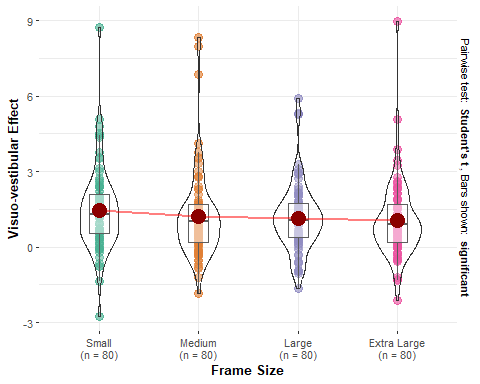 9
6
3
0
-3
Visuo-vestibular Effect
Small
(n = 80)
Medium
(n = 80)
Large
(n = 80)
Extra Large
(n = 80)
Frame Size
Pairwise test: Student's t , Bars shown: significant